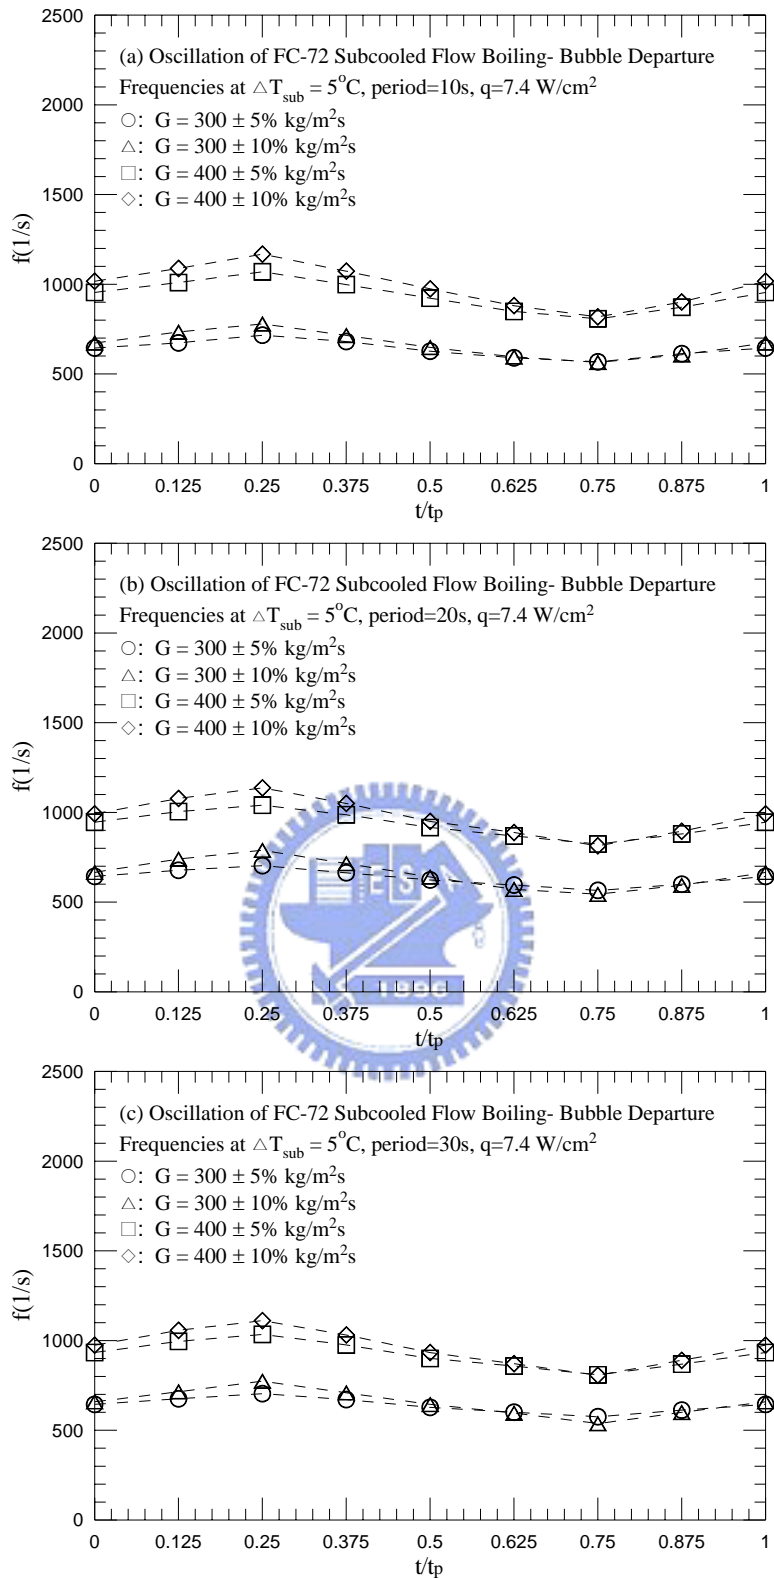 2500
2000
1500
1000
500
0
f(1/s)
(a) Oscillation of FC-72 Subcooled Flow Boiling- Bubble Departure
Frequencies at △T_sub = 5°C, period=10s, q=7.4 W/cm²
○: G = 300 ± 5% kg/m²s
△: G = 300 ± 10% kg/m²s
□: G = 400 ± 5% kg/m²s
◇: G = 400 ± 10% kg/m²s
0 0.125 0.25 0.375 0.5 0.625 0.75 0.875 1
t/tp
2500
2000
1500
1000
500
0
f(1/s)
(b) Oscillation of FC-72 Subcooled Flow Boiling- Bubble Departure
Frequencies at △T_sub = 5°C, period=20s, q=7.4 W/cm²
○: G = 300 ± 5% kg/m²s
△: G = 300 ± 10% kg/m²s
□: G = 400 ± 5% kg/m²s
◇: G = 400 ± 10% kg/m²s
E S
1896
0 0.125 0.25 0.375 0.5 0.625 0.75 0.875 1
t/tp
2500
2000
1500
1000
500
0
f(1/s)
(c) Oscillation of FC-72 Subcooled Flow Boiling- Bubble Departure
Frequencies at △T_sub = 5°C, period=30s, q=7.4 W/cm²
○: G = 300 ± 5% kg/m²s
△: G = 300 ± 10% kg/m²s
□: G = 400 ± 5% kg/m²s
◇: G = 400 ± 10% kg/m²s
0 0.125 0.25 0.375 0.5 0.625 0.75 0.875 1
t/tp